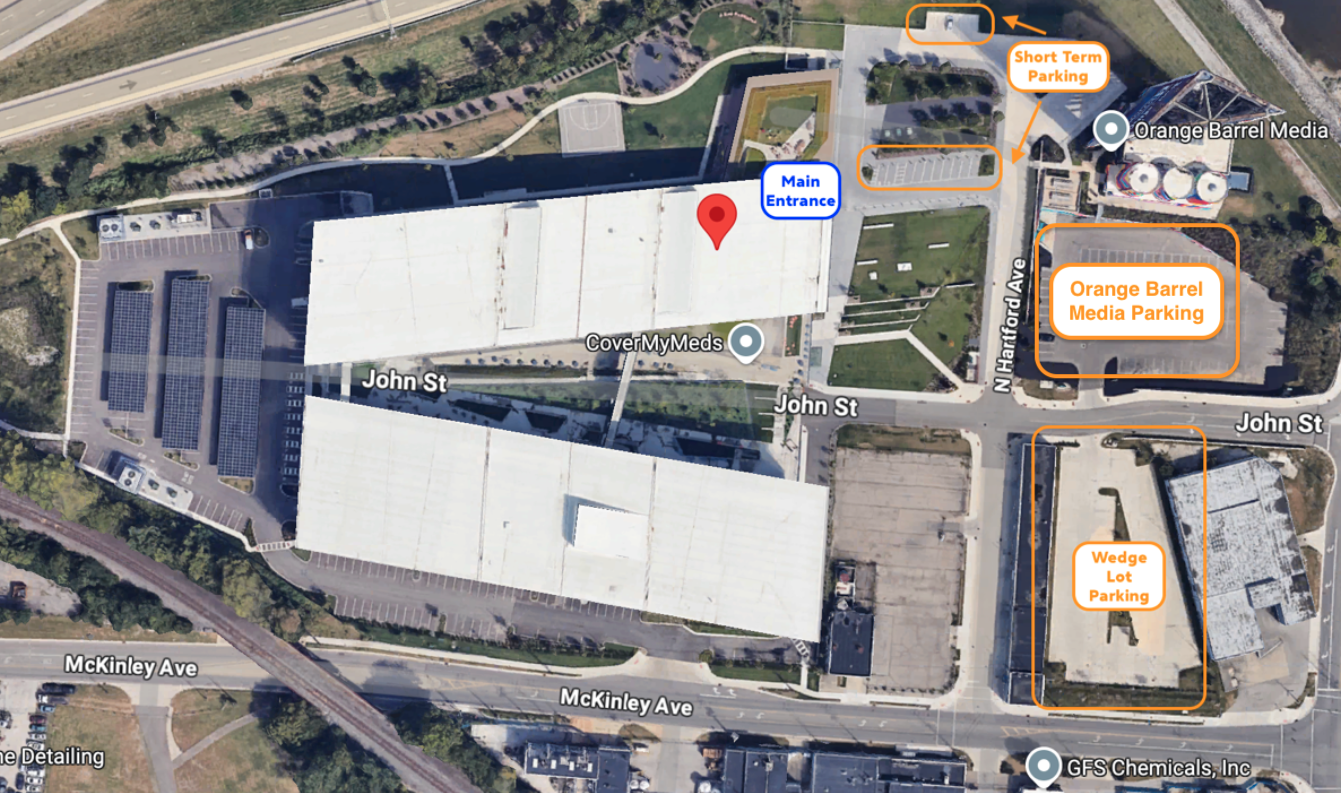 Short Term
Parking
Orange Barrel Media
Main
Entrance
Orange Barrel
Media Parking
N Hartford Ave
CoverMyMeds
John St
John St
John St
Wedge
Lot
Parking
McKinley Ave
McKinley Ave
ne Detailing
GFS Chemicals, Inc